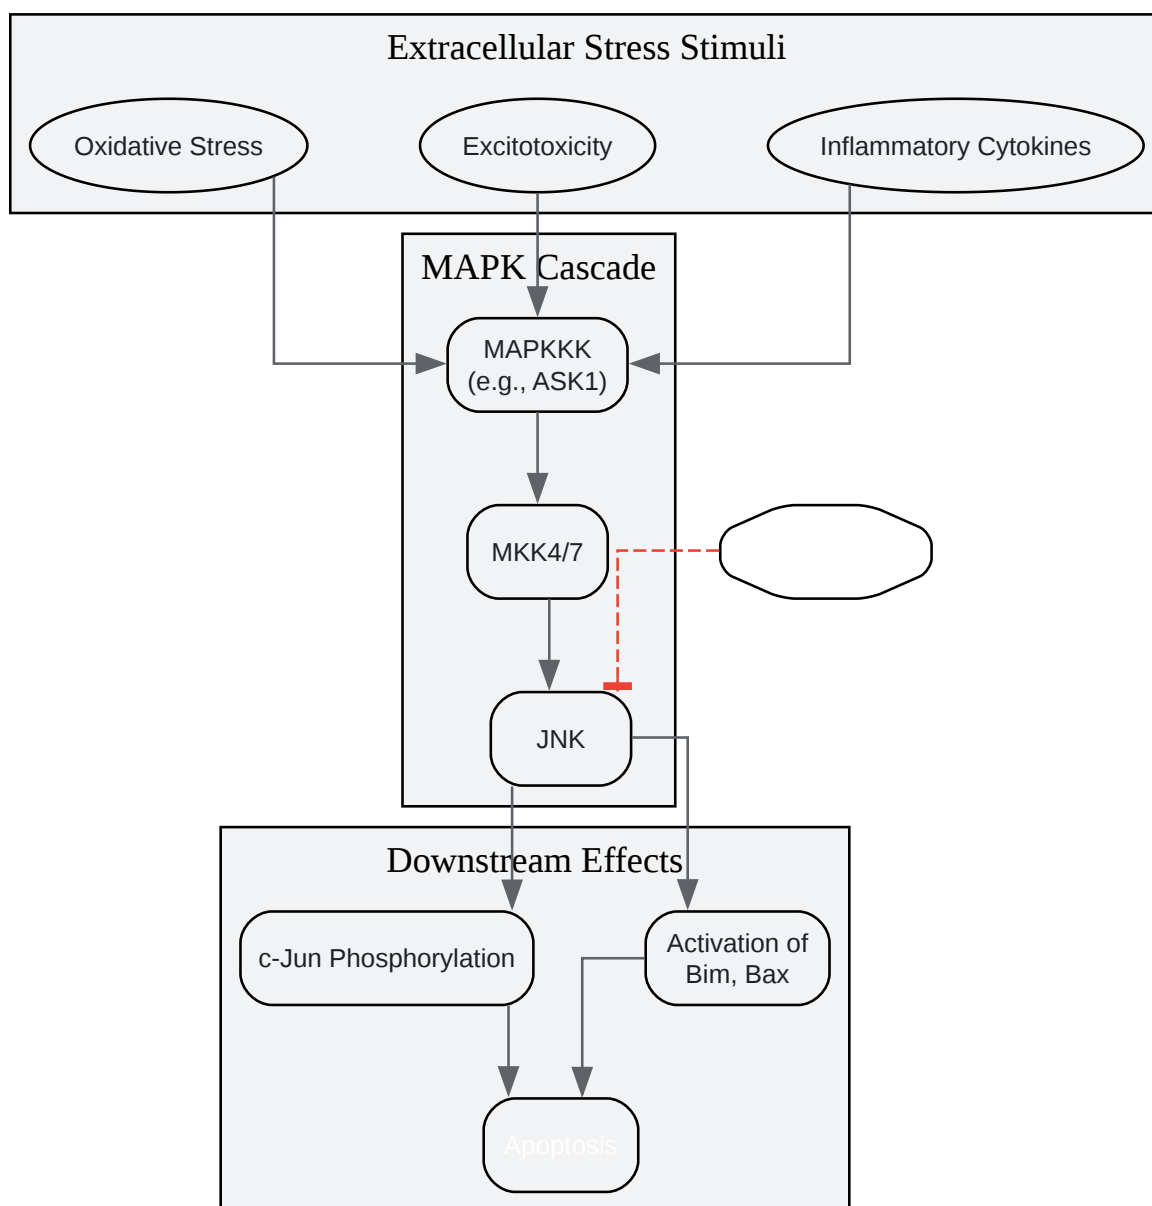 Extracellular Stress Stimuli
Oxidative Stress
Excitotoxicity
Inflammatory Cytokines
MAPK Cascade
MAPKKK
(e.g., ASK1)
MKK4/7
JNK
Downstream Effects
c-Jun Phosphorylation
Activation of
Bim, Bax
Apoptosis